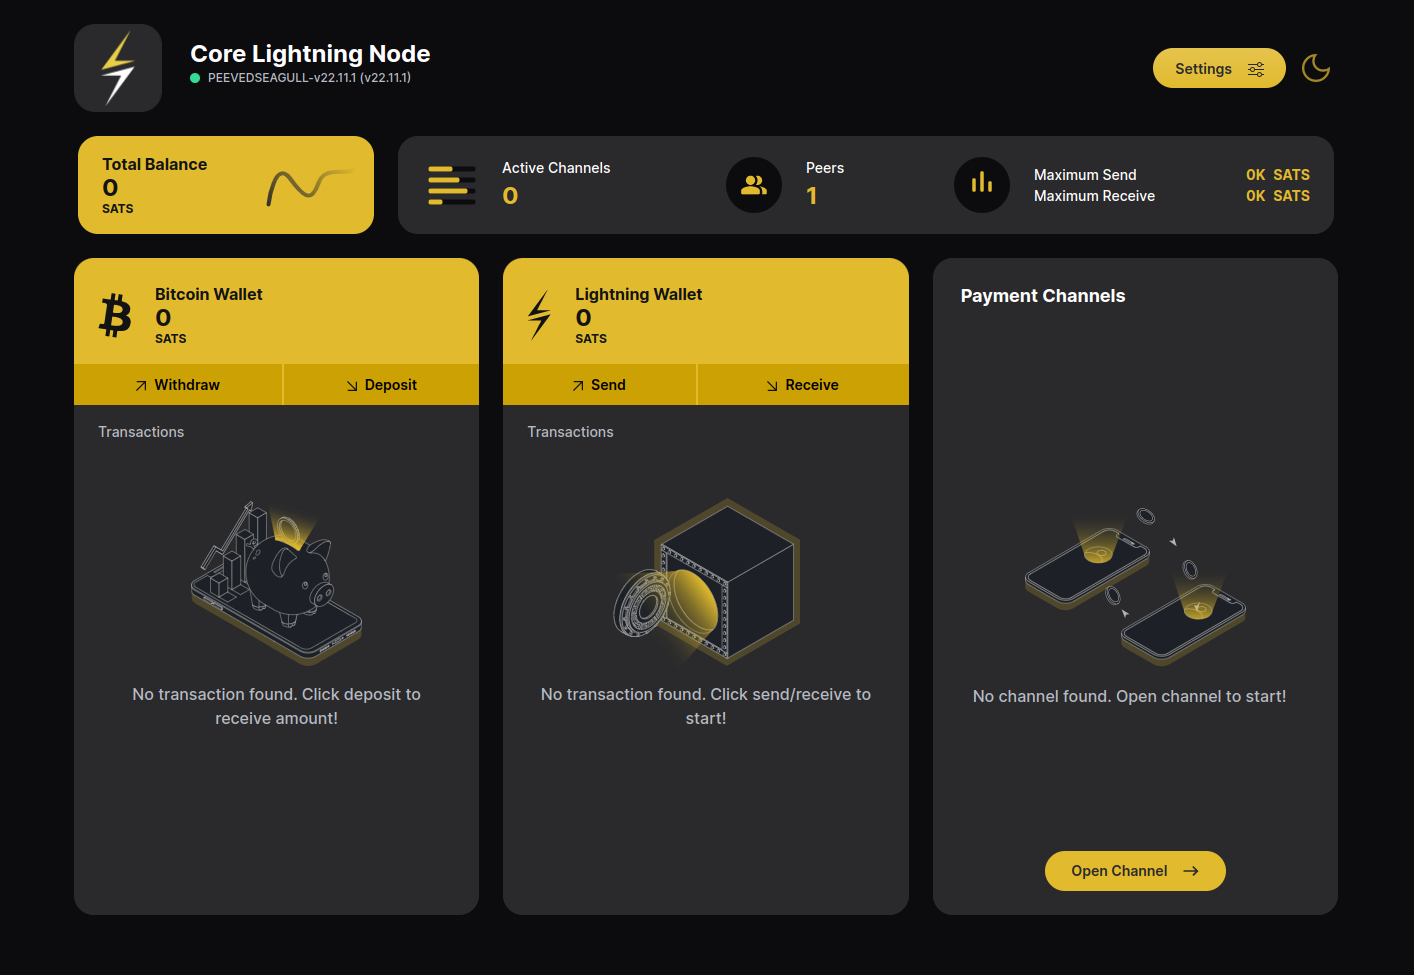 Core Lightning Node
PEEVEDSEAGULL-v22.11.1 (v22.11.1)
Settings
Total Balance
0
SATS
Active Channels
0
Peers
1
Maximum Send 0K SATS
Maximum Receive 0K SATS
Bitcoin Wallet
0
SATS
Withdraw
Deposit
Transactions
No transaction found. Click deposit to
receive amount!
Lightning Wallet
0
SATS
Send
Receive
Transactions
No transaction found. Click send/receive to
start!
Payment Channels
No channel found. Open channel to start!
Open Channel